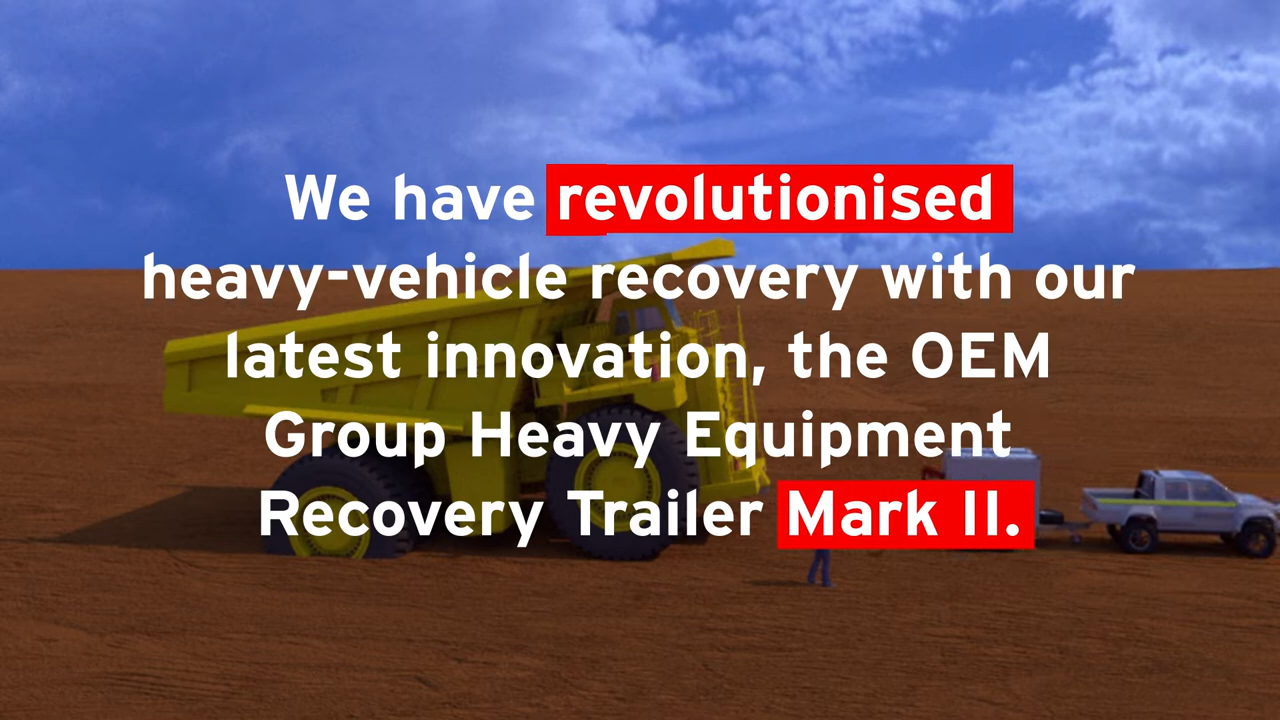 We have revolutionised
heavy-vehicle recovery with our
latest innovation, the OEM
Group Heavy Equipment
Recovery Trailer Mark II.